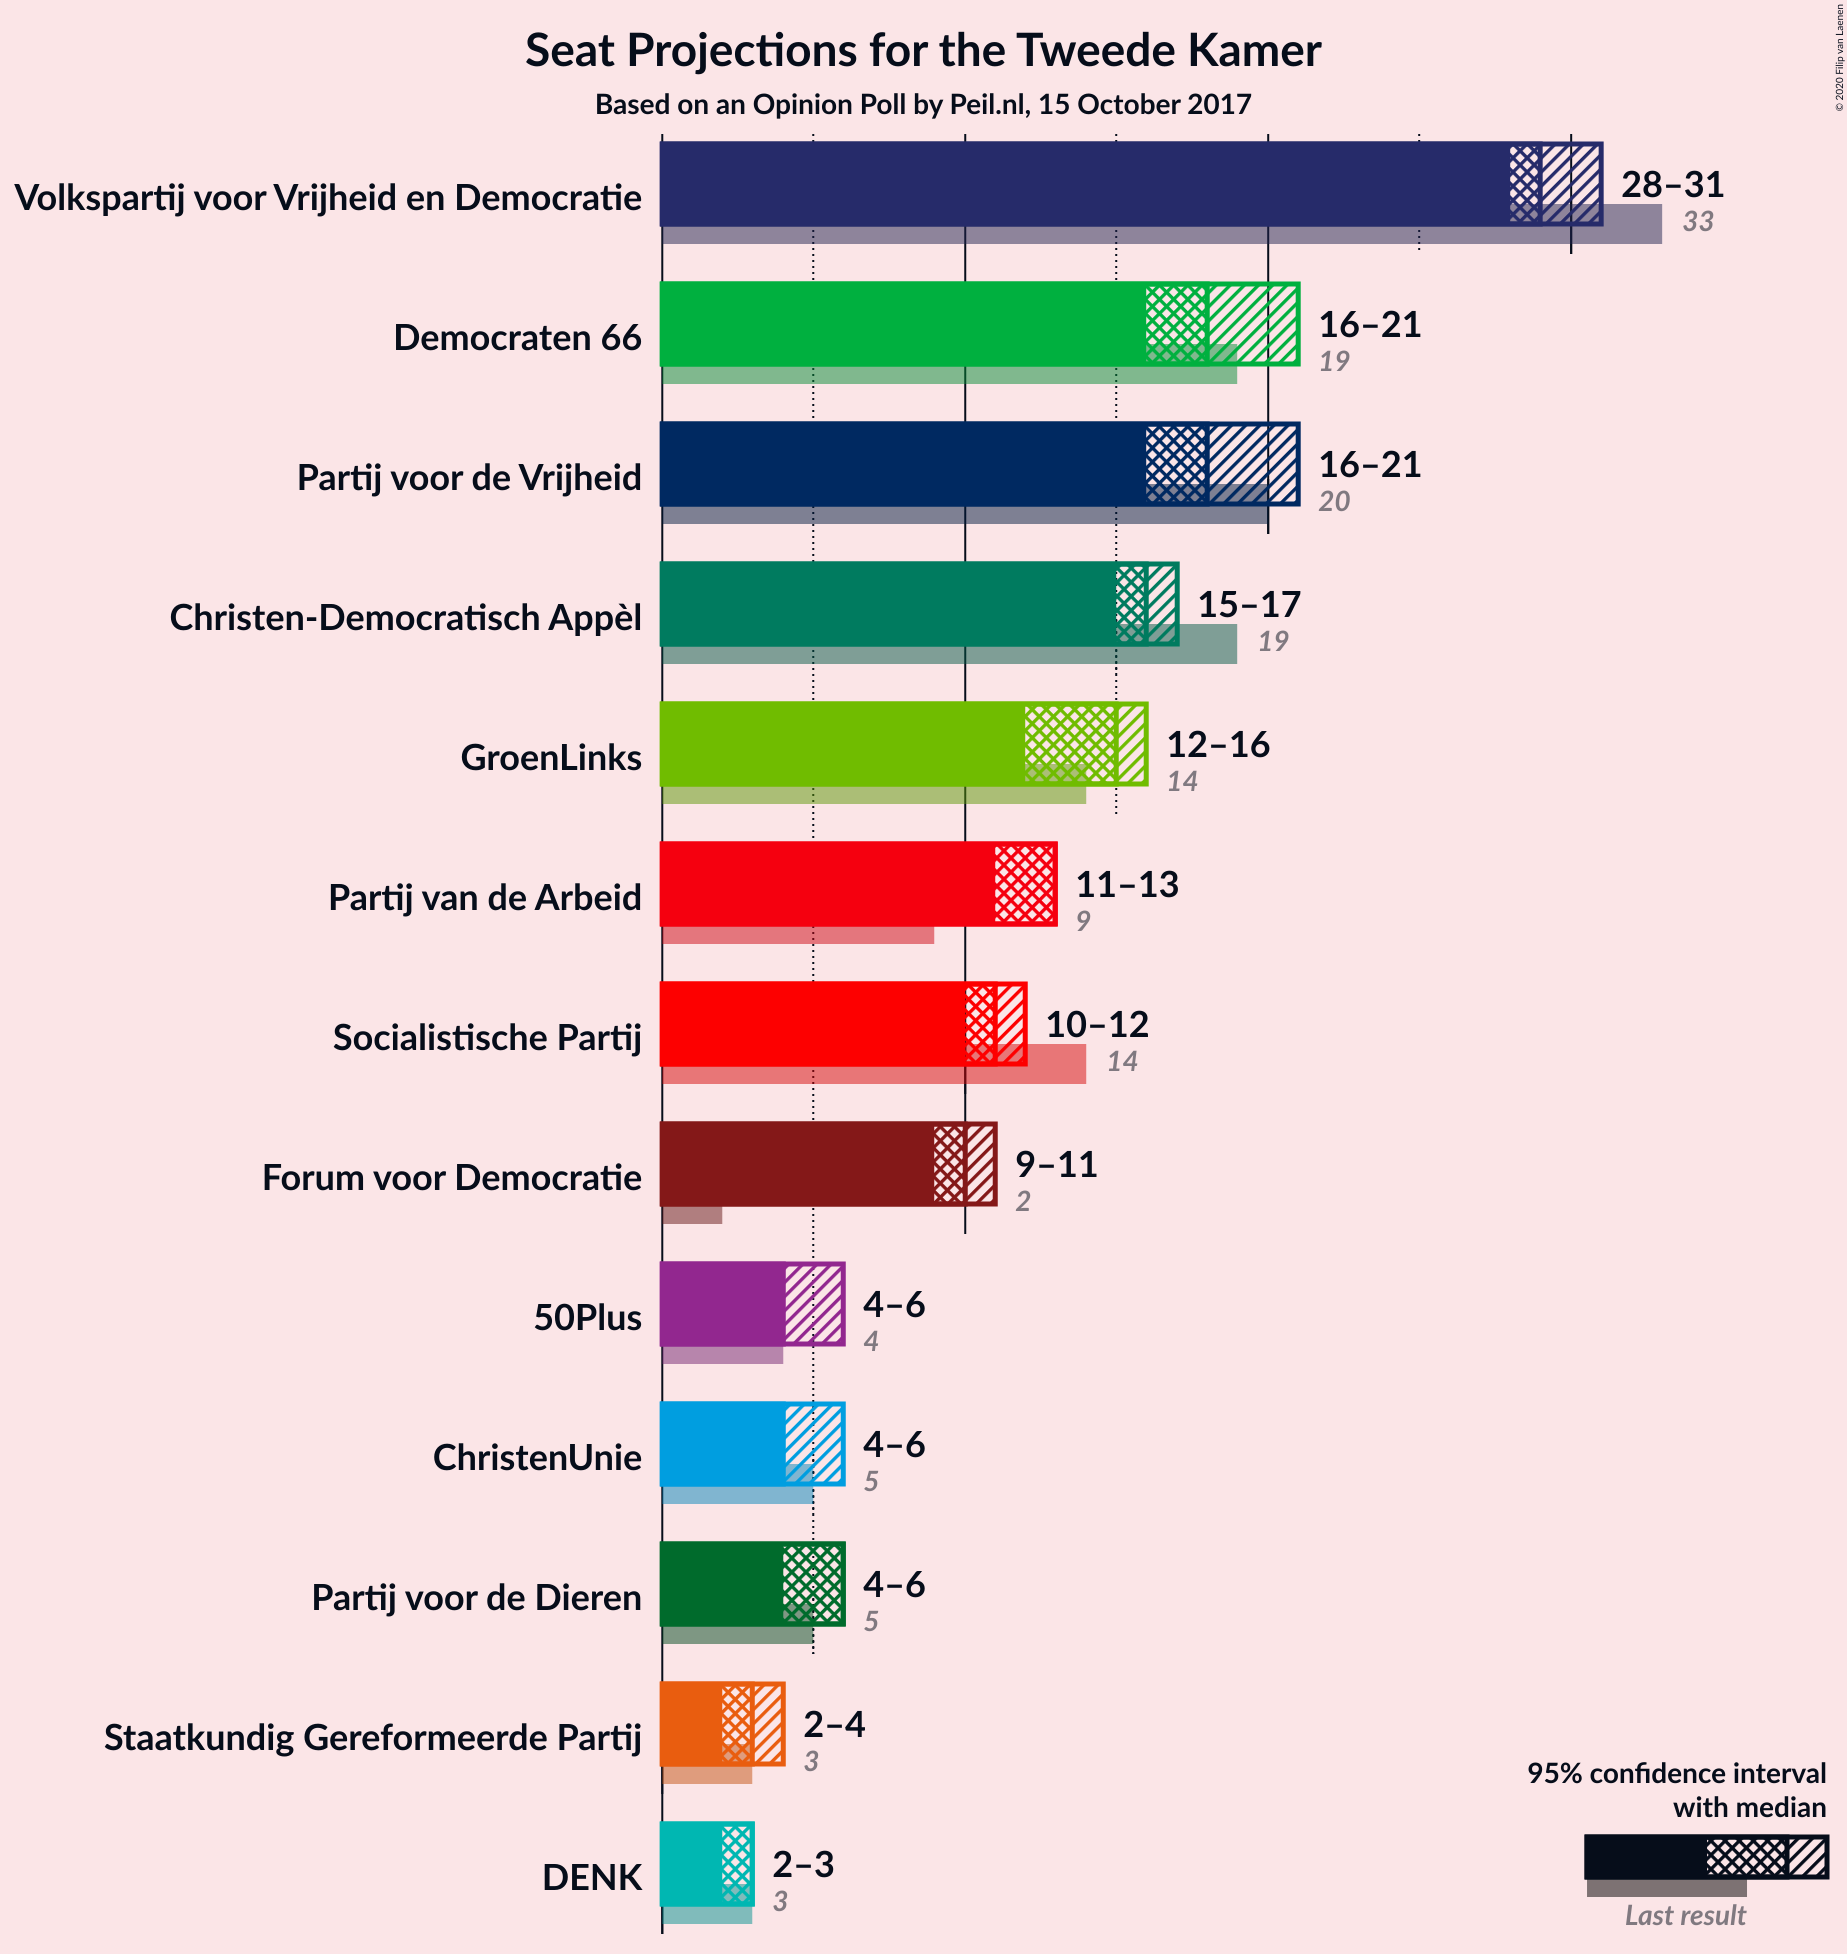 Seat Projections for the Tweede Kamer
Based on an Opinion Poll by Peil.nl, 15 October 2017
© 2020 Filip van Laenen
Volkspartij voor Vrijheid en Democratie
28–31
33
Democraten 66
16–21
19
Partij voor de Vrijheid
16–21
20
Christen-Democratisch Appèl
15–17
19
GroenLinks
12–16
14
Partij van de Arbeid
11–13
9
Socialistische Partij
10–12
14
Forum voor Democratie
9–11
2
50Plus
4–6
4
ChristenUnie
4–6
5
Partij voor de Dieren
4–6
5
Staatkundig Gereformeerde Partij
2–4
3
DENK
2–3
3
95% confidence interval
with median
Last result